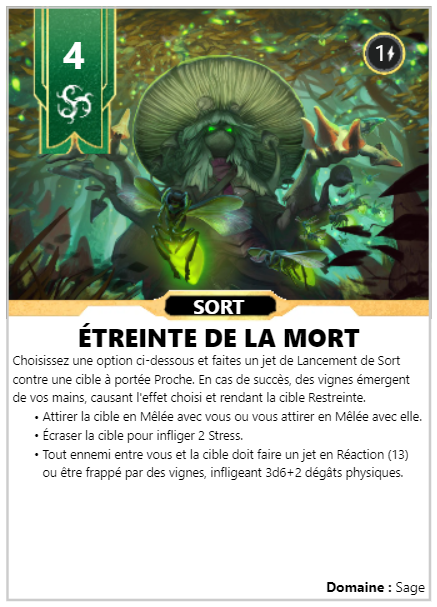 4
1
SORT
ÉTREINTE DE LA MORT
Choisissez une option ci-dessous et faites un jet de Lancement de Sort
contre une cible à portée Proche. En cas de succès, des vignes émergent
de vos mains, causant l'effet choisi et rendant la cible Restreinte.
• Attirer la cible en Mêlée avec vous ou vous attirer en Mêlée avec elle.
• Écraser la cible pour infliger 2 Stress.
• Tout ennemi entre vous et la cible doit faire un jet en Réaction (13)
ou être frappé par des vignes, infligeant 3d6+2 dégâts physiques.
Domaine : Sage